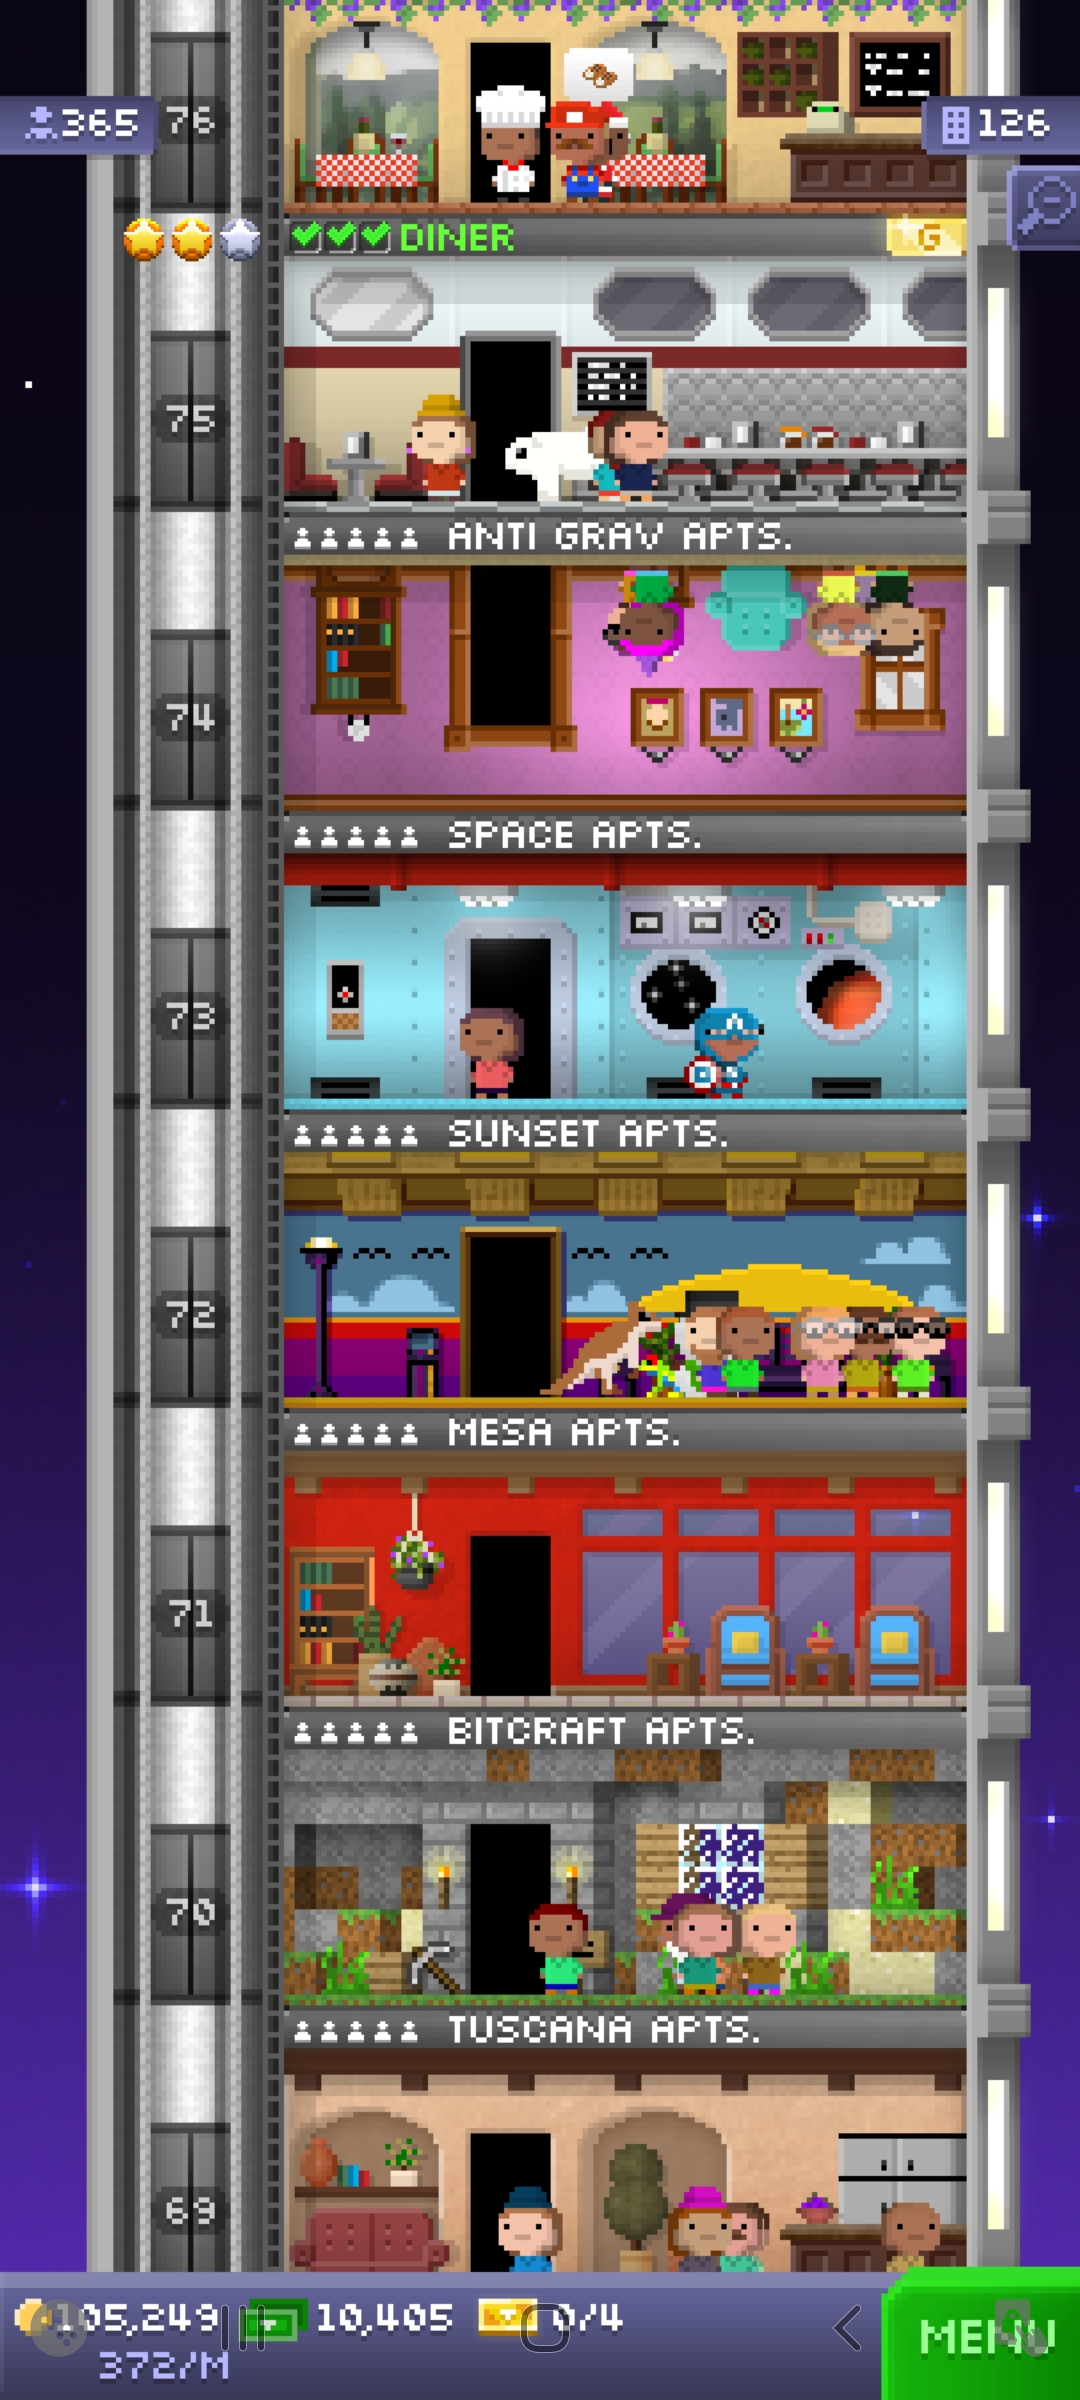 365
76
126
DINER
G
75
ANTI GRAV APTS.
74
SPACE APTS.
73
SUNSET APTS.
72
MESA APTS.
71
BITCRAFT APTS.
70
TUSCANA APTS.
69
105,249
10,405
0/4
MENU
372/M